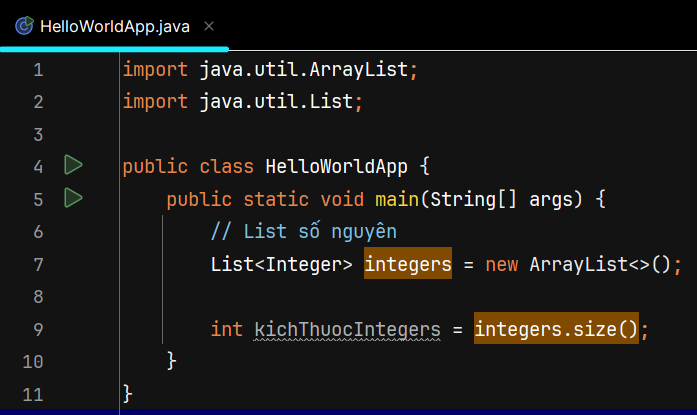 HelloWorldApp.java ×
1 import java.util.ArrayList;
2 import java.util.List;
3
4 public class HelloWorldApp {
5 public static void main(String[] args) {
6 // List số nguyên
7 List<Integer> integers = new ArrayList<>();
8
9 int kichThuocIntegers = integers.size();
10 }
11 }